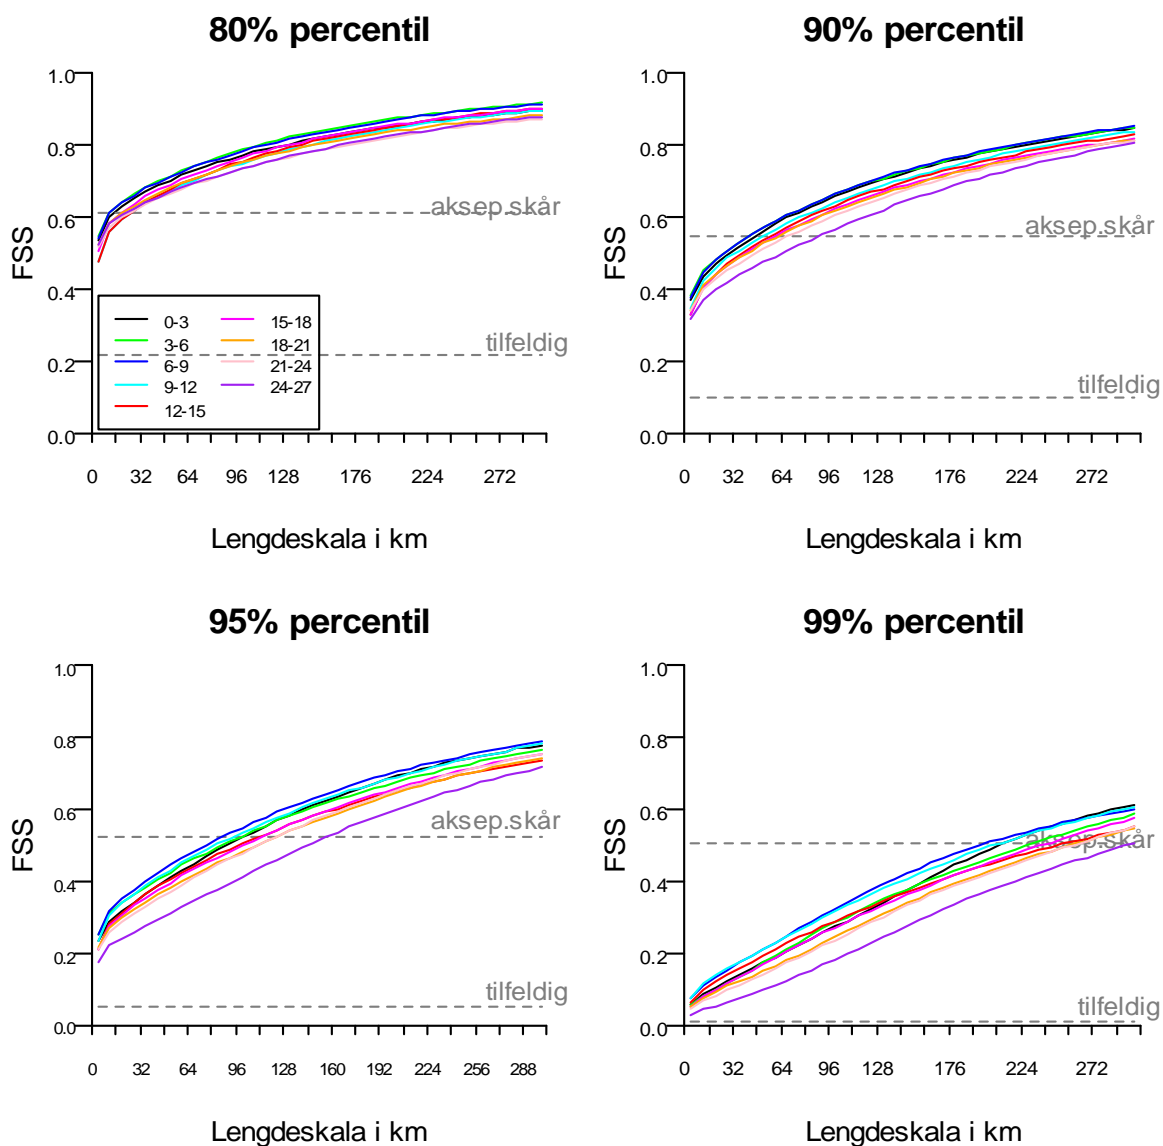 80% percentil
FSS
1.0
0.8
0.6
0.4
0.2
0.0
aksep.skår
tilfeldig
0-3
3-6
6-9
9-12
12-15
15-18
18-21
21-24
24-27
0 32 64 96 128 176 224 272
Lengdeskala i km
90% percentil
FSS
1.0
0.8
0.6
0.4
0.2
0.0
aksep.skår
tilfeldig
0 32 64 96 128 176 224 272
Lengdeskala i km
95% percentil
FSS
1.0
0.8
0.6
0.4
0.2
0.0
aksep.skår
tilfeldig
0 32 64 96 128 160 192 224 256 288
Lengdeskala i km
99% percentil
FSS
1.0
0.8
0.6
0.4
0.2
0.0
aksep.skår
tilfeldig
0 32 64 96 128 176 224 272
Lengdeskala i km